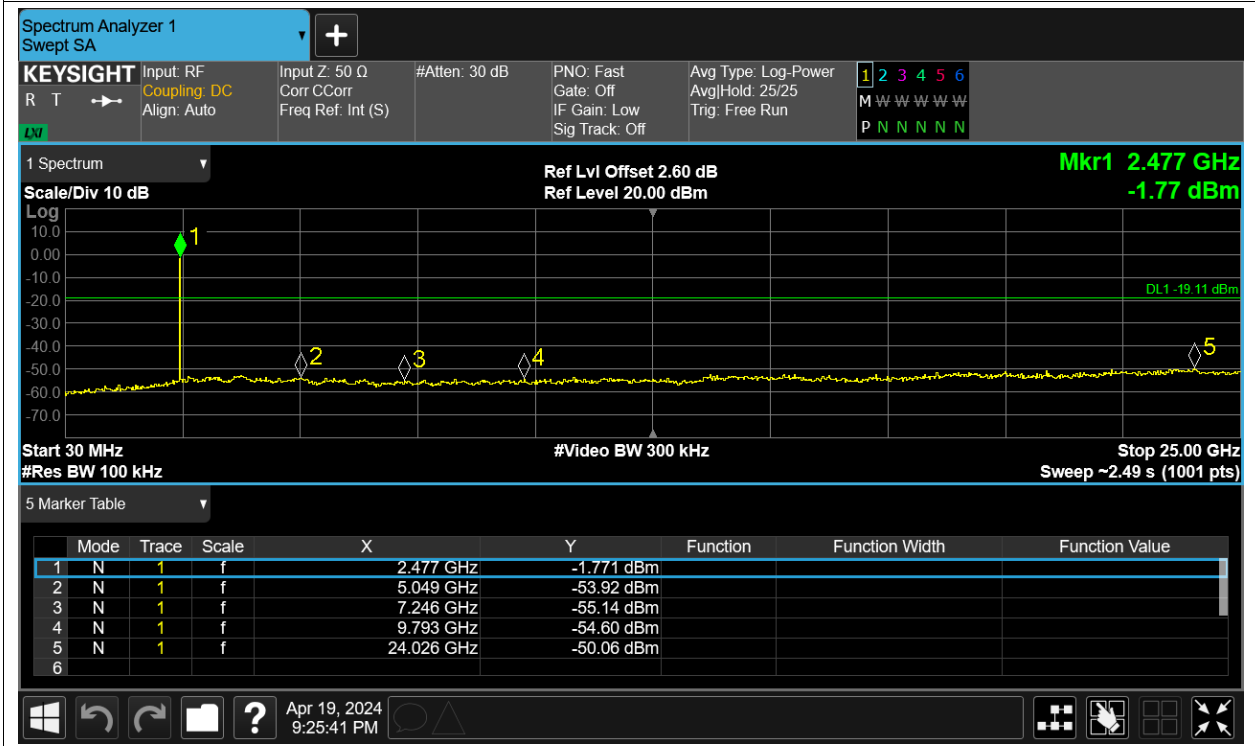 Spectrum Analyzer 1
Swept SA
+
KEYSIGHT Input: RF Input Z: 50 Ω #Atten: 30 dB PNO: Fast Avg Type: Log-Power 1 2 3 4 5 6
R T Coupling: DC Corr CCorr Gate: Off Avg|Hold: 25/25 M W W W W W
Align: Auto Freq Ref: Int (S) IF Gain: Low Trig: Free Run
LXI Sig Track: Off P N N N N N
1 Spectrum Ref Lvl Offset 2.60 dB Mkr1 2.477 GHz
Scale/Div 10 dB Ref Level 20.00 dBm -1.77 dBm
Log
10.0 1
0.00
-10.0
DL1 -19.11 dBm
-20.0
-30.0
-40.0
2 3 4 5
-50.0
-60.0
-70.0
Start 30 MHz #Video BW 300 kHz Stop 25.00 GHz
#Res BW 100 kHz Sweep ~2.49 s (1001 pts)
5 Marker Table
Mode Trace Scale X Y Function Function Width Function Value
1 N 1 f 2.477 GHz -1.771 dBm
2 N 1 f 5.049 GHz -53.92 dBm
3 N 1 f 7.246 GHz -55.14 dBm
4 N 1 f 9.793 GHz -54.60 dBm
5 N 1 f 24.026 GHz -50.06 dBm
6
? Apr 19, 2024
9:25:41 PM